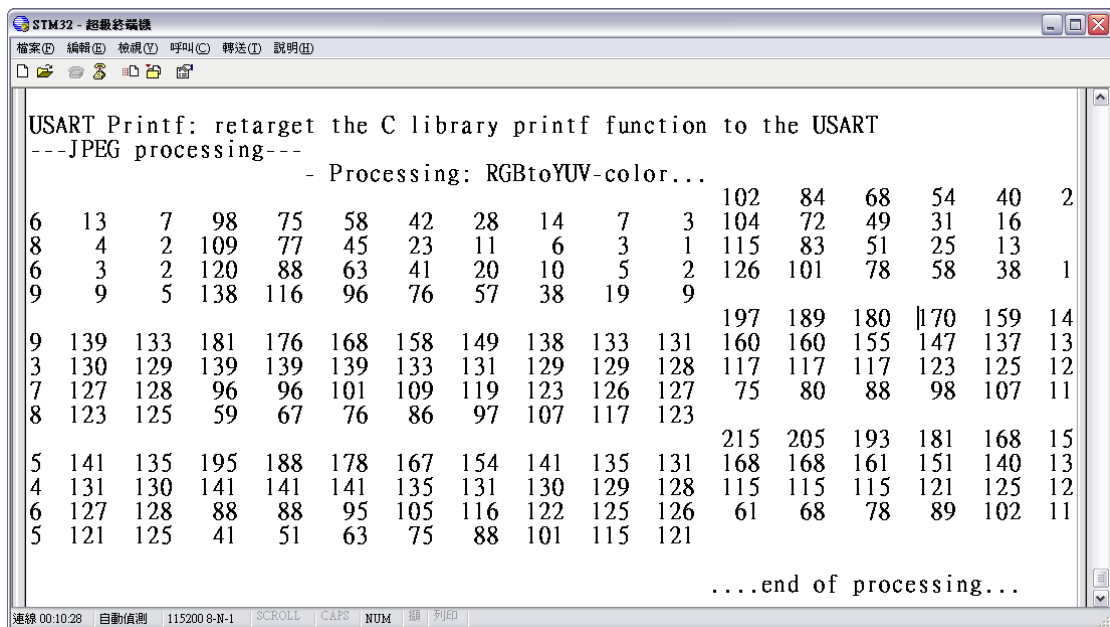 STM32 - 超級終端機
檔案(F) 編輯(E) 檢視(V) 呼叫(C) 轉送(T) 說明(H)
USART Printf: retarget the C library printf function to the USART
---JPEG processing---
- Processing: RGBtoYUV-color...
102 84 68 54 40 2
6 13 7 98 75 58 42 28 14 7 3 104 72 49 31 16
8 4 2 109 77 45 23 11 6 3 1 115 83 51 25 13
6 3 2 120 88 63 41 20 10 5 2 126 101 78 58 38 1
9 9 5 138 116 96 76 57 38 19 9
197 189 180 170 159 14
9 139 133 181 176 168 158 149 138 133 131 160 160 155 147 137 13
3 130 129 139 139 139 133 131 129 129 128 117 117 117 123 125 12
7 127 128 96 96 101 109 119 123 126 127 75 80 88 98 107 11
8 123 125 59 67 76 86 97 107 117 123
215 205 193 181 168 15
5 141 135 195 188 178 167 154 141 135 131 168 168 161 151 140 13
4 131 130 141 141 141 135 131 130 129 128 115 115 115 121 125 12
6 127 128 88 88 95 105 116 122 125 126 61 68 78 89 102 11
5 121 125 41 51 63 75 88 101 115 121
....end of processing...
連線 00:10:28 自動偵測 115200 8-N-1 SCROLL CAPS NUM 擷 列印